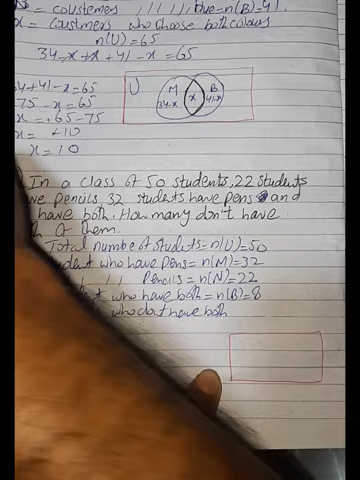 = coustemers , , , , blue=n(B)=41
x = coustmers who choose both colours
n(U)=65
34-x+x+41-x=65
34+41-x=65
75-x=65
x = +65-75
x = +10
x=10
U M B
34-x x 41-x
In a class of 50 students, 22 students
pencils, 32 students have pens and
have both. How many don't have
of them.
Total number of students=n(U)=50
who have pens=n(M)=32
, , , Pencils=n(N)=22
who have both=n(B)=8
who don't have both